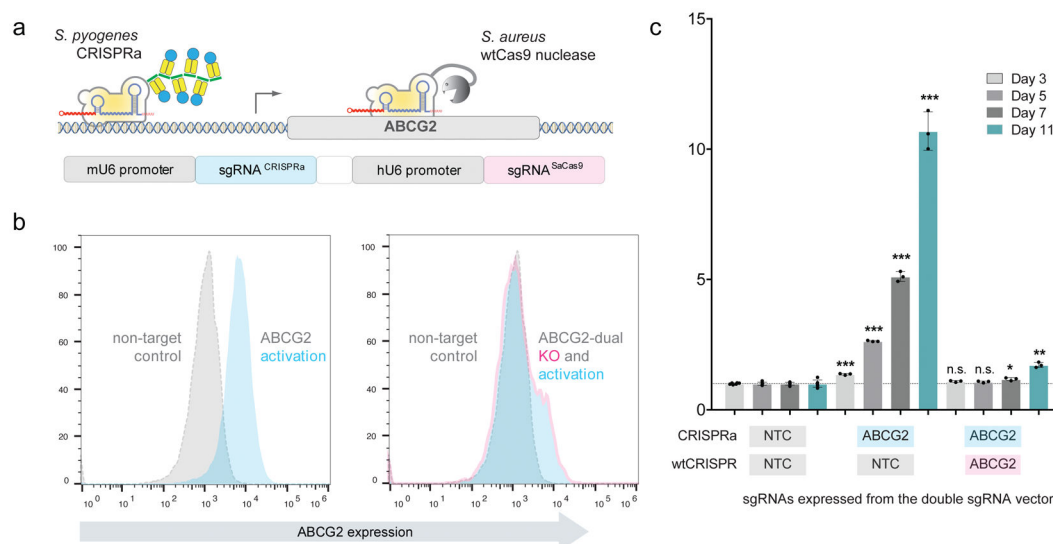 a
S. pyogenes
CRISPRa
S. aureus
wtCas9 nuclease
ABCG2
mU6 promoter
sgRNA CRISPRa
hU6 promoter
sgRNA SaCas9
b
100
80
60
40
20
0
non-target
control
ABCG2
activation
10^0 10^1 10^2 10^3 10^4 10^5 10^6
100
80
60
40
20
0
non-target
control
ABCG2-dual
KO and
activation
10^0 10^1 10^2 10^3 10^4 10^5 10^6
ABCG2 expression
c
15
10
5
0
Day 3
Day 5
Day 7
Day 11
***
***
***
***
n.s.
n.s.
*
**
CRISPRa NTC ABCG2 ABCG2
wtCRISPR NTC NTC ABCG2
sgRNAs expressed from the double sgRNA vector